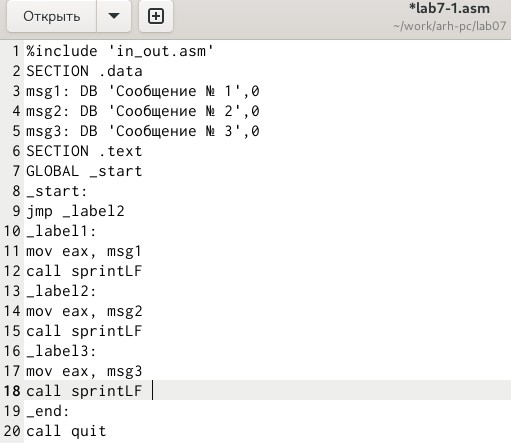 Открыть
*lab7-1.asm
~/work/arh-pc/lab07
1 %include 'in_out.asm'
2 SECTION .data
3 msg1: DB 'Сообщение № 1',0
4 msg2: DB 'Сообщение № 2',0
5 msg3: DB 'Сообщение № 3',0
6 SECTION .text
7 GLOBAL _start
8 _start:
9 jmp _label2
10 _label1:
11 mov eax, msg1
12 call sprintLF
13 _label2:
14 mov eax, msg2
15 call sprintLF
16 _label3:
17 mov eax, msg3
18 call sprintLF
19 _end:
20 call quit